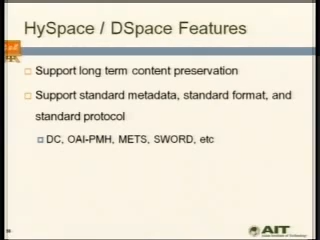 HySpace / DSpace Features
Support long term content preservation
Support standard metadata, standard format, and
standard protocol
DC, OAI-PMH, METS, SWORD, etc
AIT